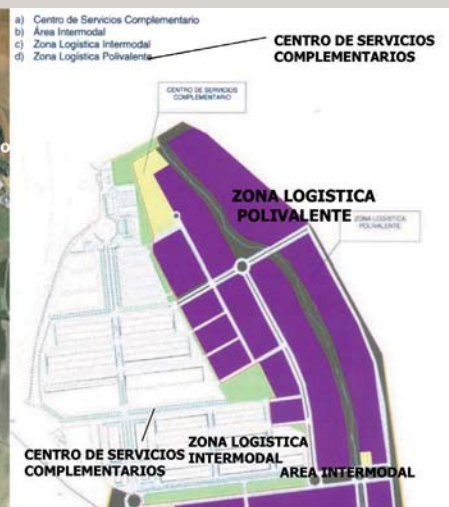 a) Centro de Servicios Complementario
b) Área Intermodal
c) Zona Logística Intermodal
d) Zona Logística Polivalente
CENTRO DE SERVICIOS
COMPLEMENTARIOS
CENTRO DE SERVICIOS
COMPLEMENTARIO
o
ZONA LOGISTICA
POLIVALENTE
ZONA LOGISTICA
POLIVALENTE
CENTRO DE SERVICIOS
COMPLEMENTARIOS
ZONA LOGISTICA
INTERMODAL
AREA INTERMODAL